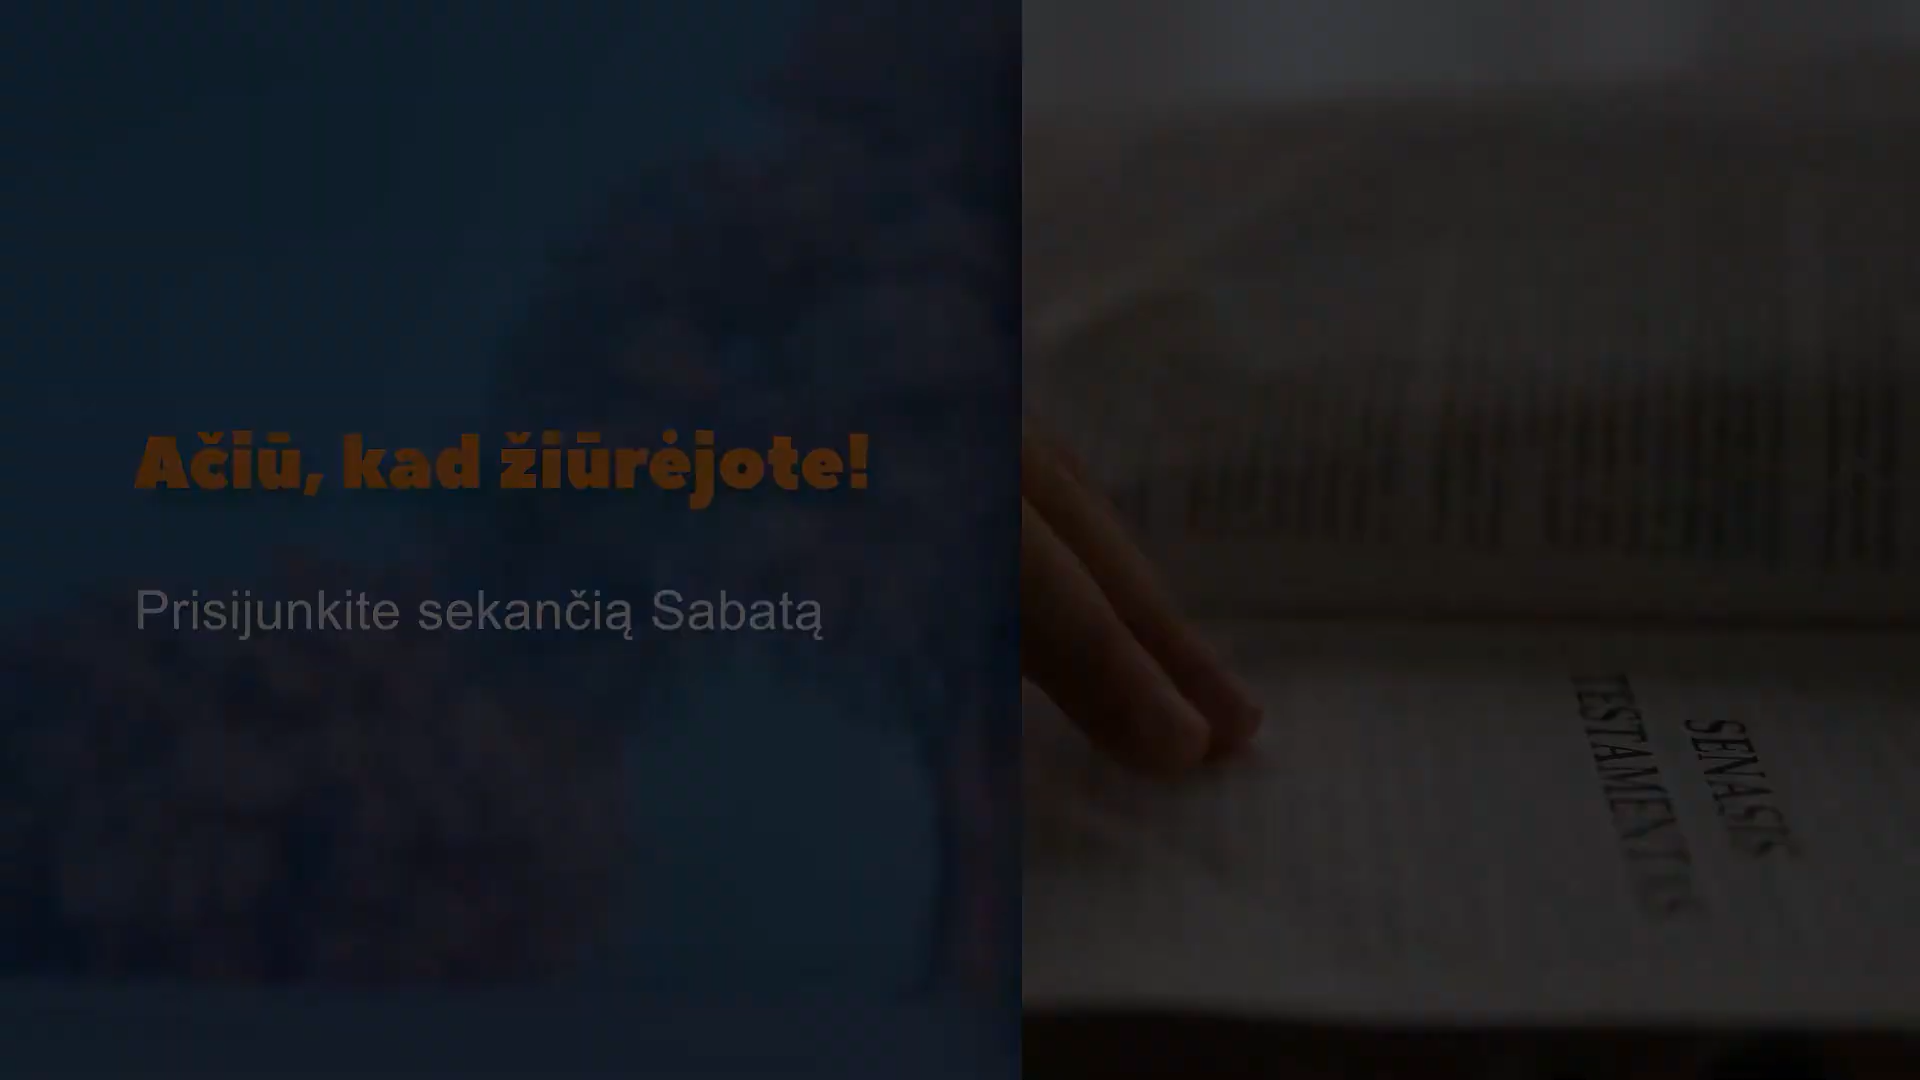 Ačiū, kad žiūrėjote!
Prisijunkite sekančią Sabatą
SENASIS
TESTAMENTAS